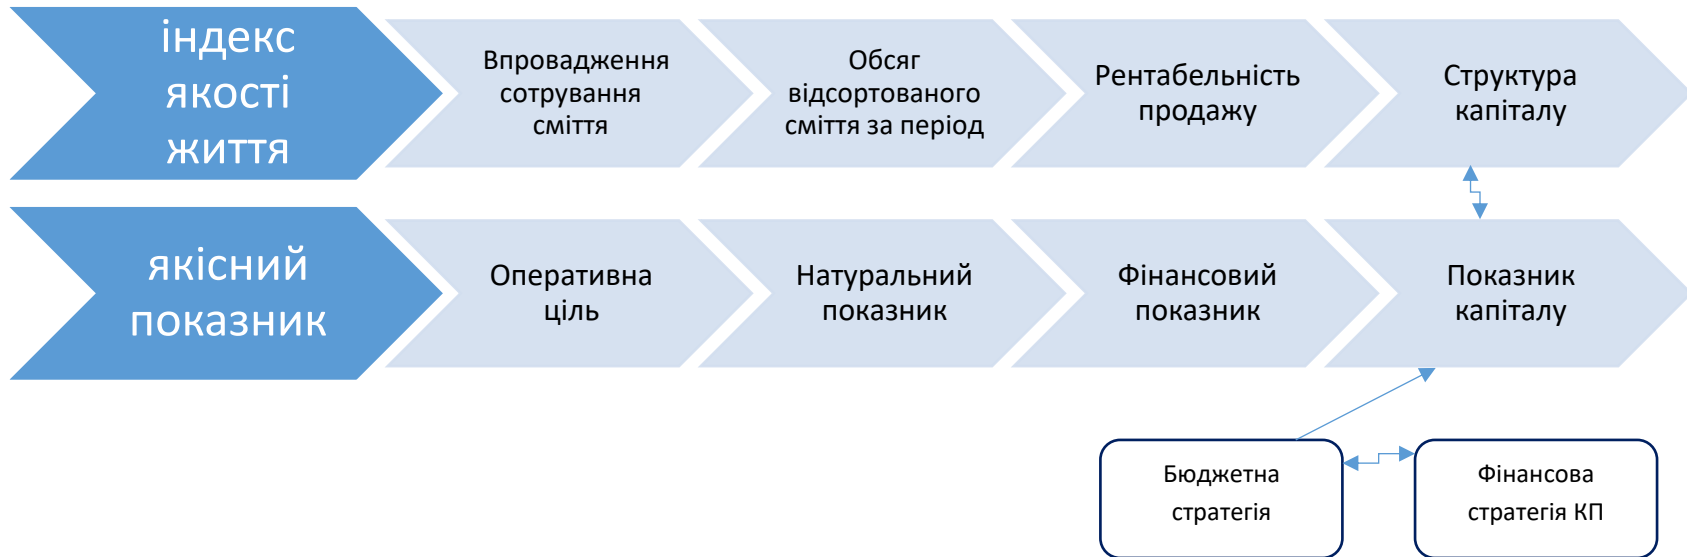 індекс
якості
життя
Впровадження
сотрування
сміття
Обсяг
відсортованого
сміття за період
Рентабельність
продажу
Структура
капіталу
якісний
показник
Оперативна
ціль
Натуральний
показник
Фінансовий
показник
Показник
капіталу
Бюджетна
стратегія
Фінансова
стратегія КП